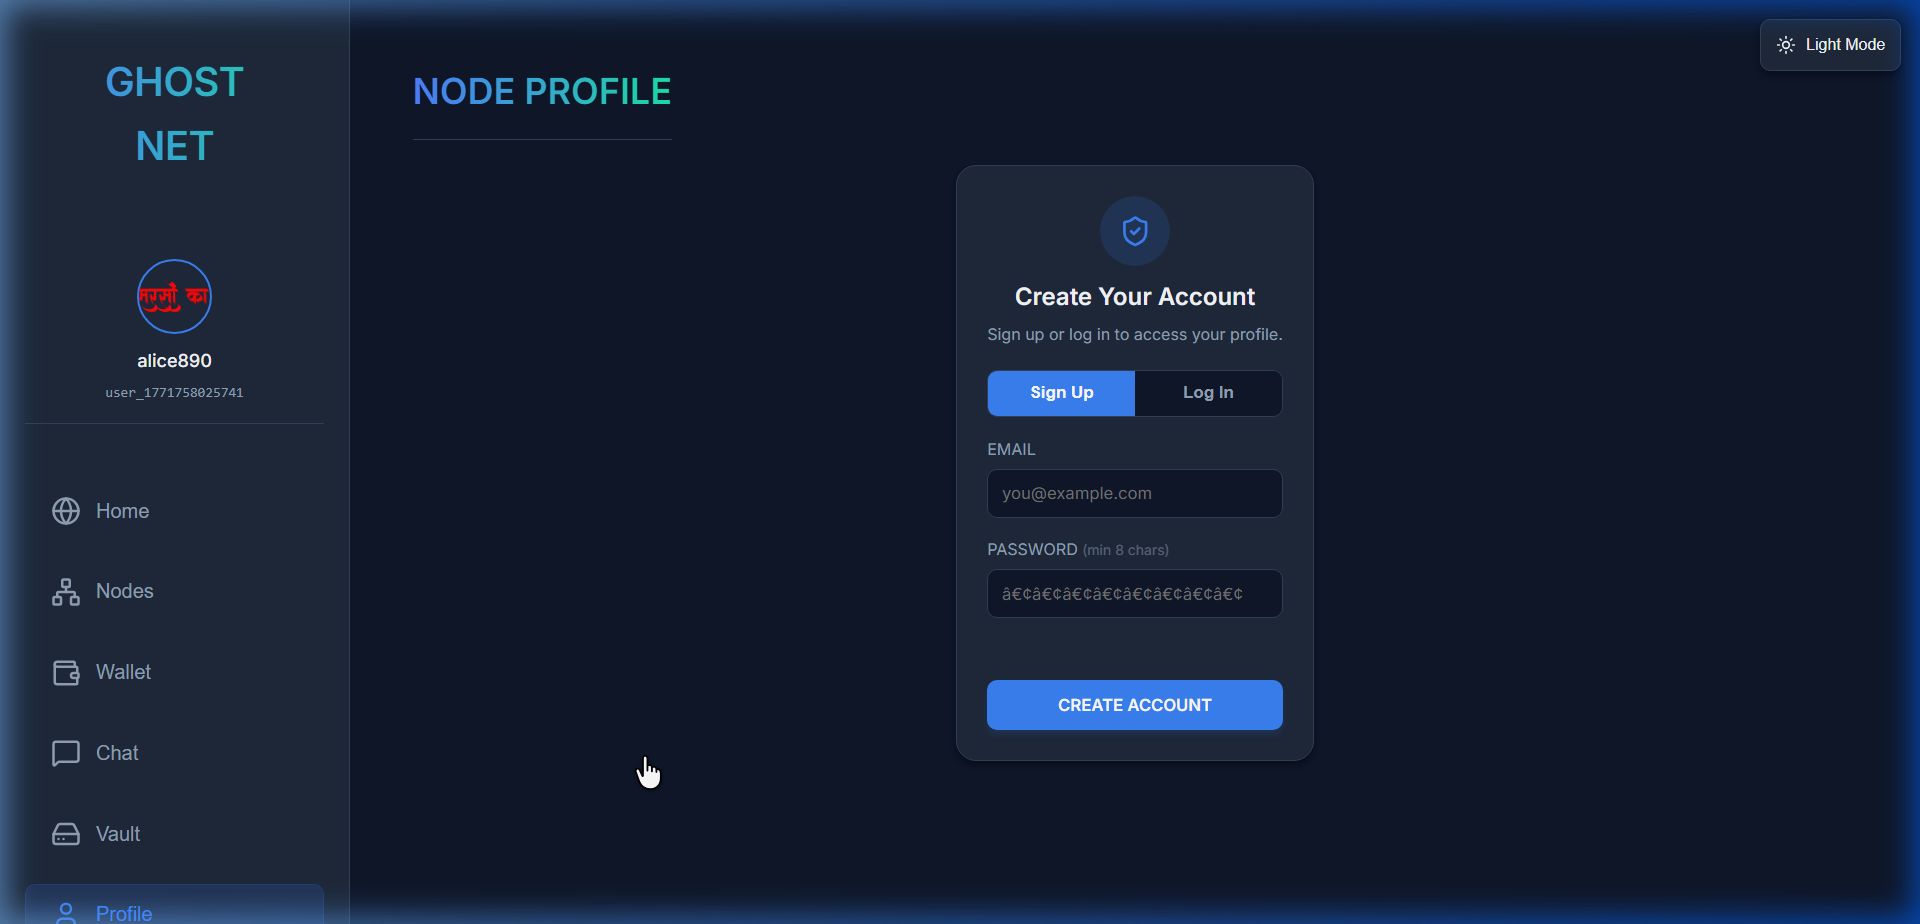 GHOST
NET
सरसों का
alice890
user_1771758025741
Home
Nodes
Wallet
Chat
Vault
Profile
Light Mode
NODE PROFILE
Create Your Account
Sign up or log in to access your profile.
Sign Up
Log In
EMAIL
you@example.com
PASSWORD (min 8 chars)
â€¢â€¢â€¢â€¢â€¢â€¢â€¢â€¢
CREATE ACCOUNT